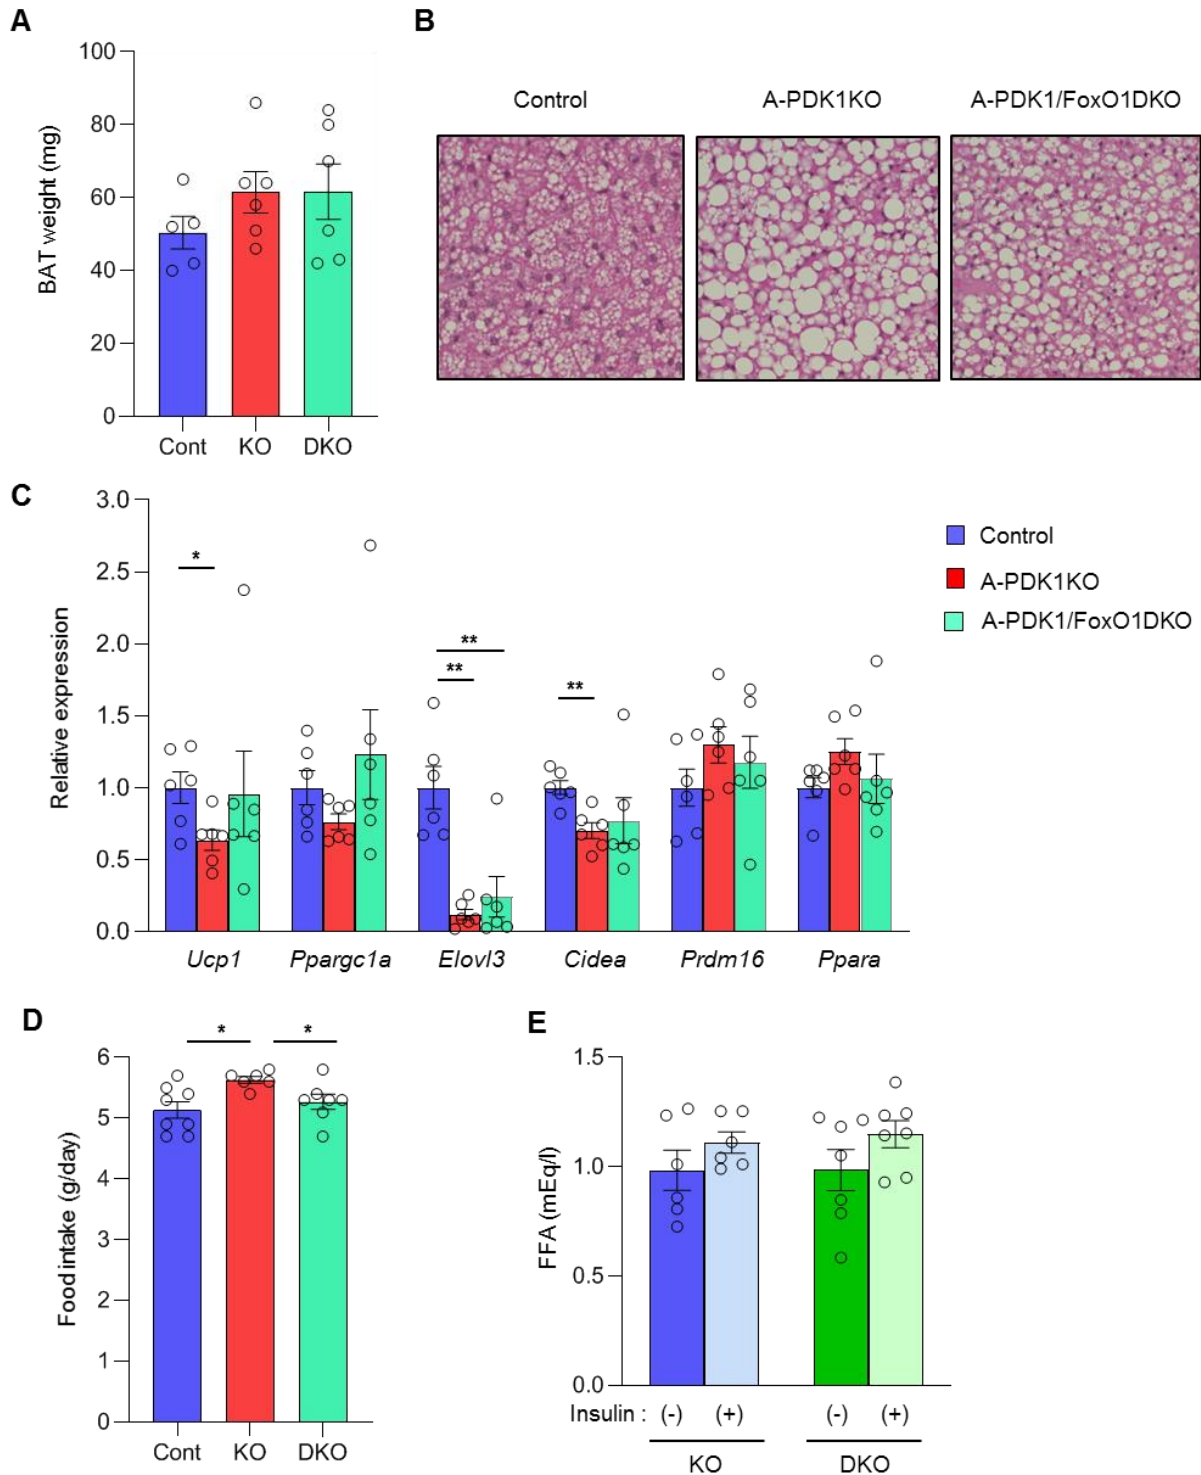 A
BAT weight (mg)
100
80
60
40
20
0
Cont KO DKO
B
Control A-PDK1KO A-PDK1/FoxO1DKO
C
Relative expression
3.0
2.5
2.0
1.5
1.0
0.5
0.0
*
**
**
**
Ucp1 Ppargc1a Elovl3 Cidea Prdm16 Ppara
Control
A-PDK1KO
A-PDK1/FoxO1DKO
D
Food intake (g/day)
6
5
4
3
2
1
0
* *
Cont KO DKO
E
FFA (mEq/l)
1.5
1.0
0.5
0.0
Insulin : (-) (+) (-) (+)
KO DKO